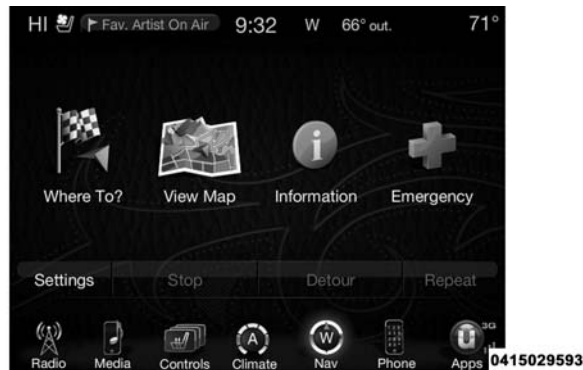 HI Fav. Artist On Air 9:32 W 66° out. 71°
Where To? View Map Information Emergency
Settings Stop Detour Repeat
A W U 3G
Radio Media Controls Climate Nav Phone Apps 0415029593